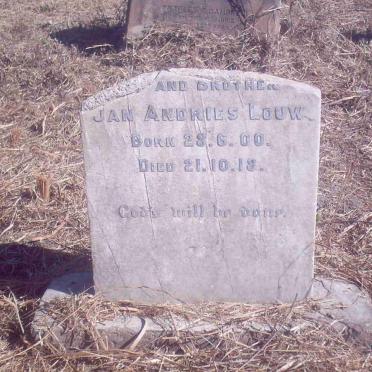 AND BROTHER
JAN ANDRIES LOUW.
BORN 28.6.00.
DIED 21.10.18.
God's will be done.